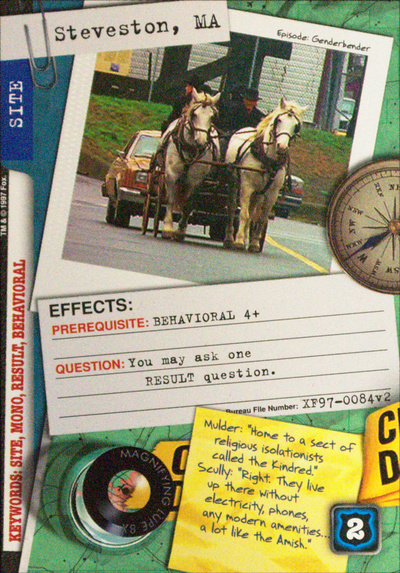 Steveston, MA
Episode: Genderbender
SITE
TM & © 1997 Fox.
KEYWORDS: SITE, MONO, RESULT, BEHAVIORAL
EFFECTS:
PREREQUISITE: BEHAVIORAL 4+
QUESTION: You may ask one
RESULT question.
Bureau File Number: XF97-0084v2
MAGNIFYING LUPE 8X
Mulder: "Home to a sect of
religious isolationists
called the Kindred."
Scully: "Right. They live
up there without
electricity, phones,
any modern amenities...
a lot like the Amish."
2